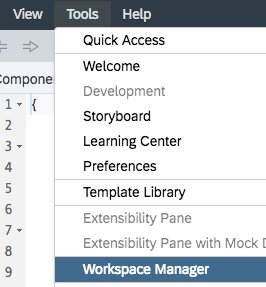 View Tools Help
Quick Access
Compone
Welcome
1 {
Development
2
Storyboard
3
Learning Center
4
Preferences
5
Template Library
6
Extensibility Pane
7
Extensibility Pane with Mock D
8
Workspace Manager
9